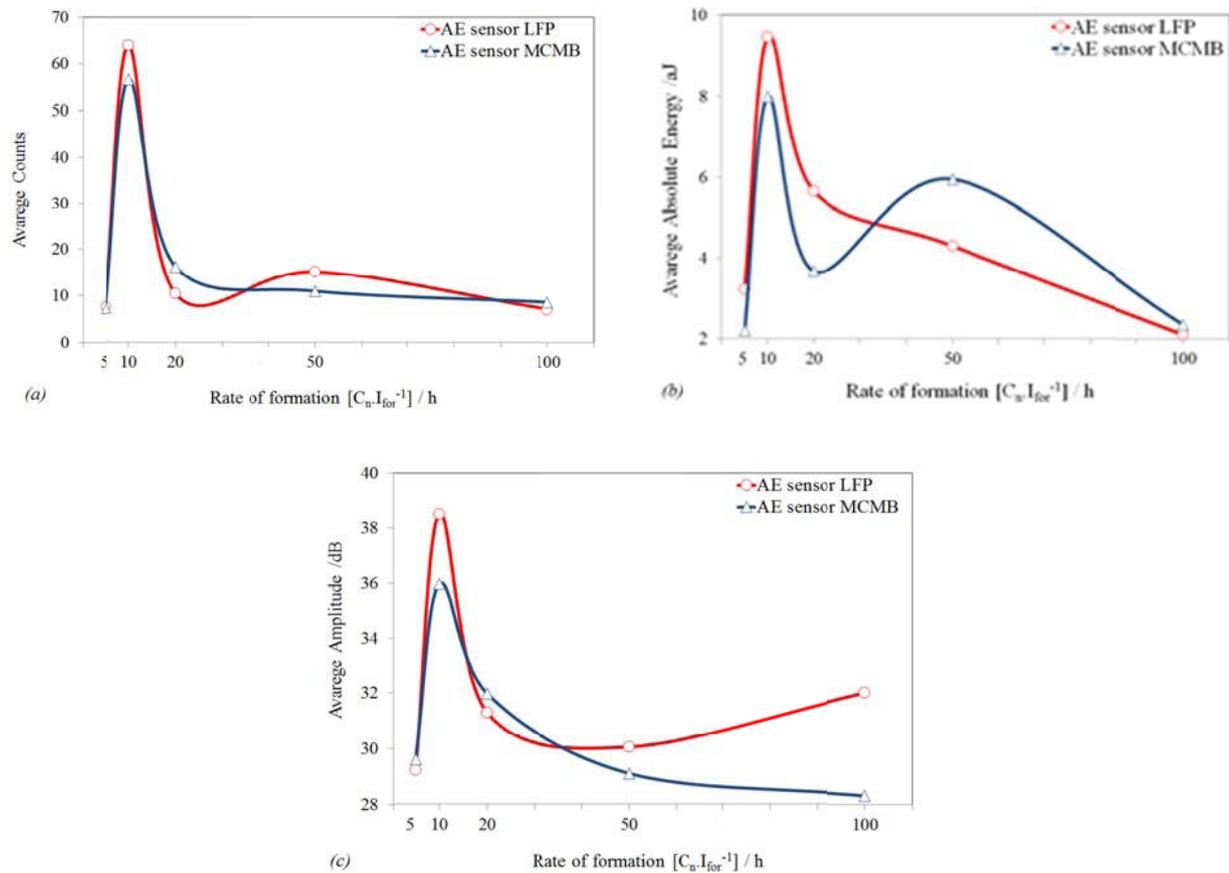 70
60
50
40
30
20
10
0
Avarege Counts
AE sensor LFP
AE sensor MCMB
5 10 20 50 100
(a) Rate of formation [Cn.Ifor-1] / h
10
8
6
4
2
Avarege Absolute Energy /aJ
AE sensor LFP
AE sensor MCMB
5 10 20 50 100
(b) Rate of formation [Cn.Ifor-1] / h
40
38
36
34
32
30
28
Avarege Amplitude /dB
AE sensor LFP
AE sensor MCMB
5 10 20 50 100
(c) Rate of formation [Cn.Ifor-1] / h